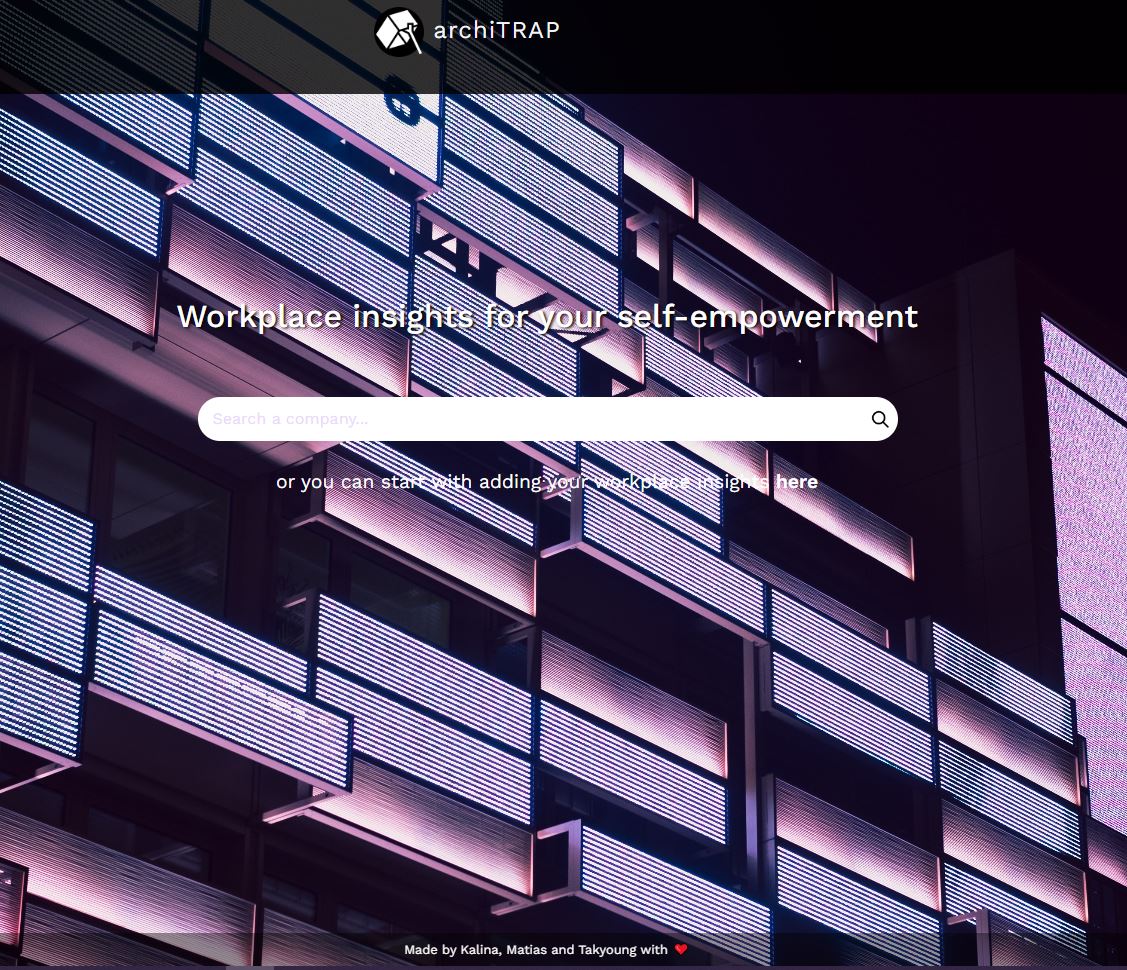 archiTRAP
6
Workplace insights for your self-empowerment
Search a company...
or you can start with adding your workplace insights here
Made by Kalina, Matias and Takyoung with ❤